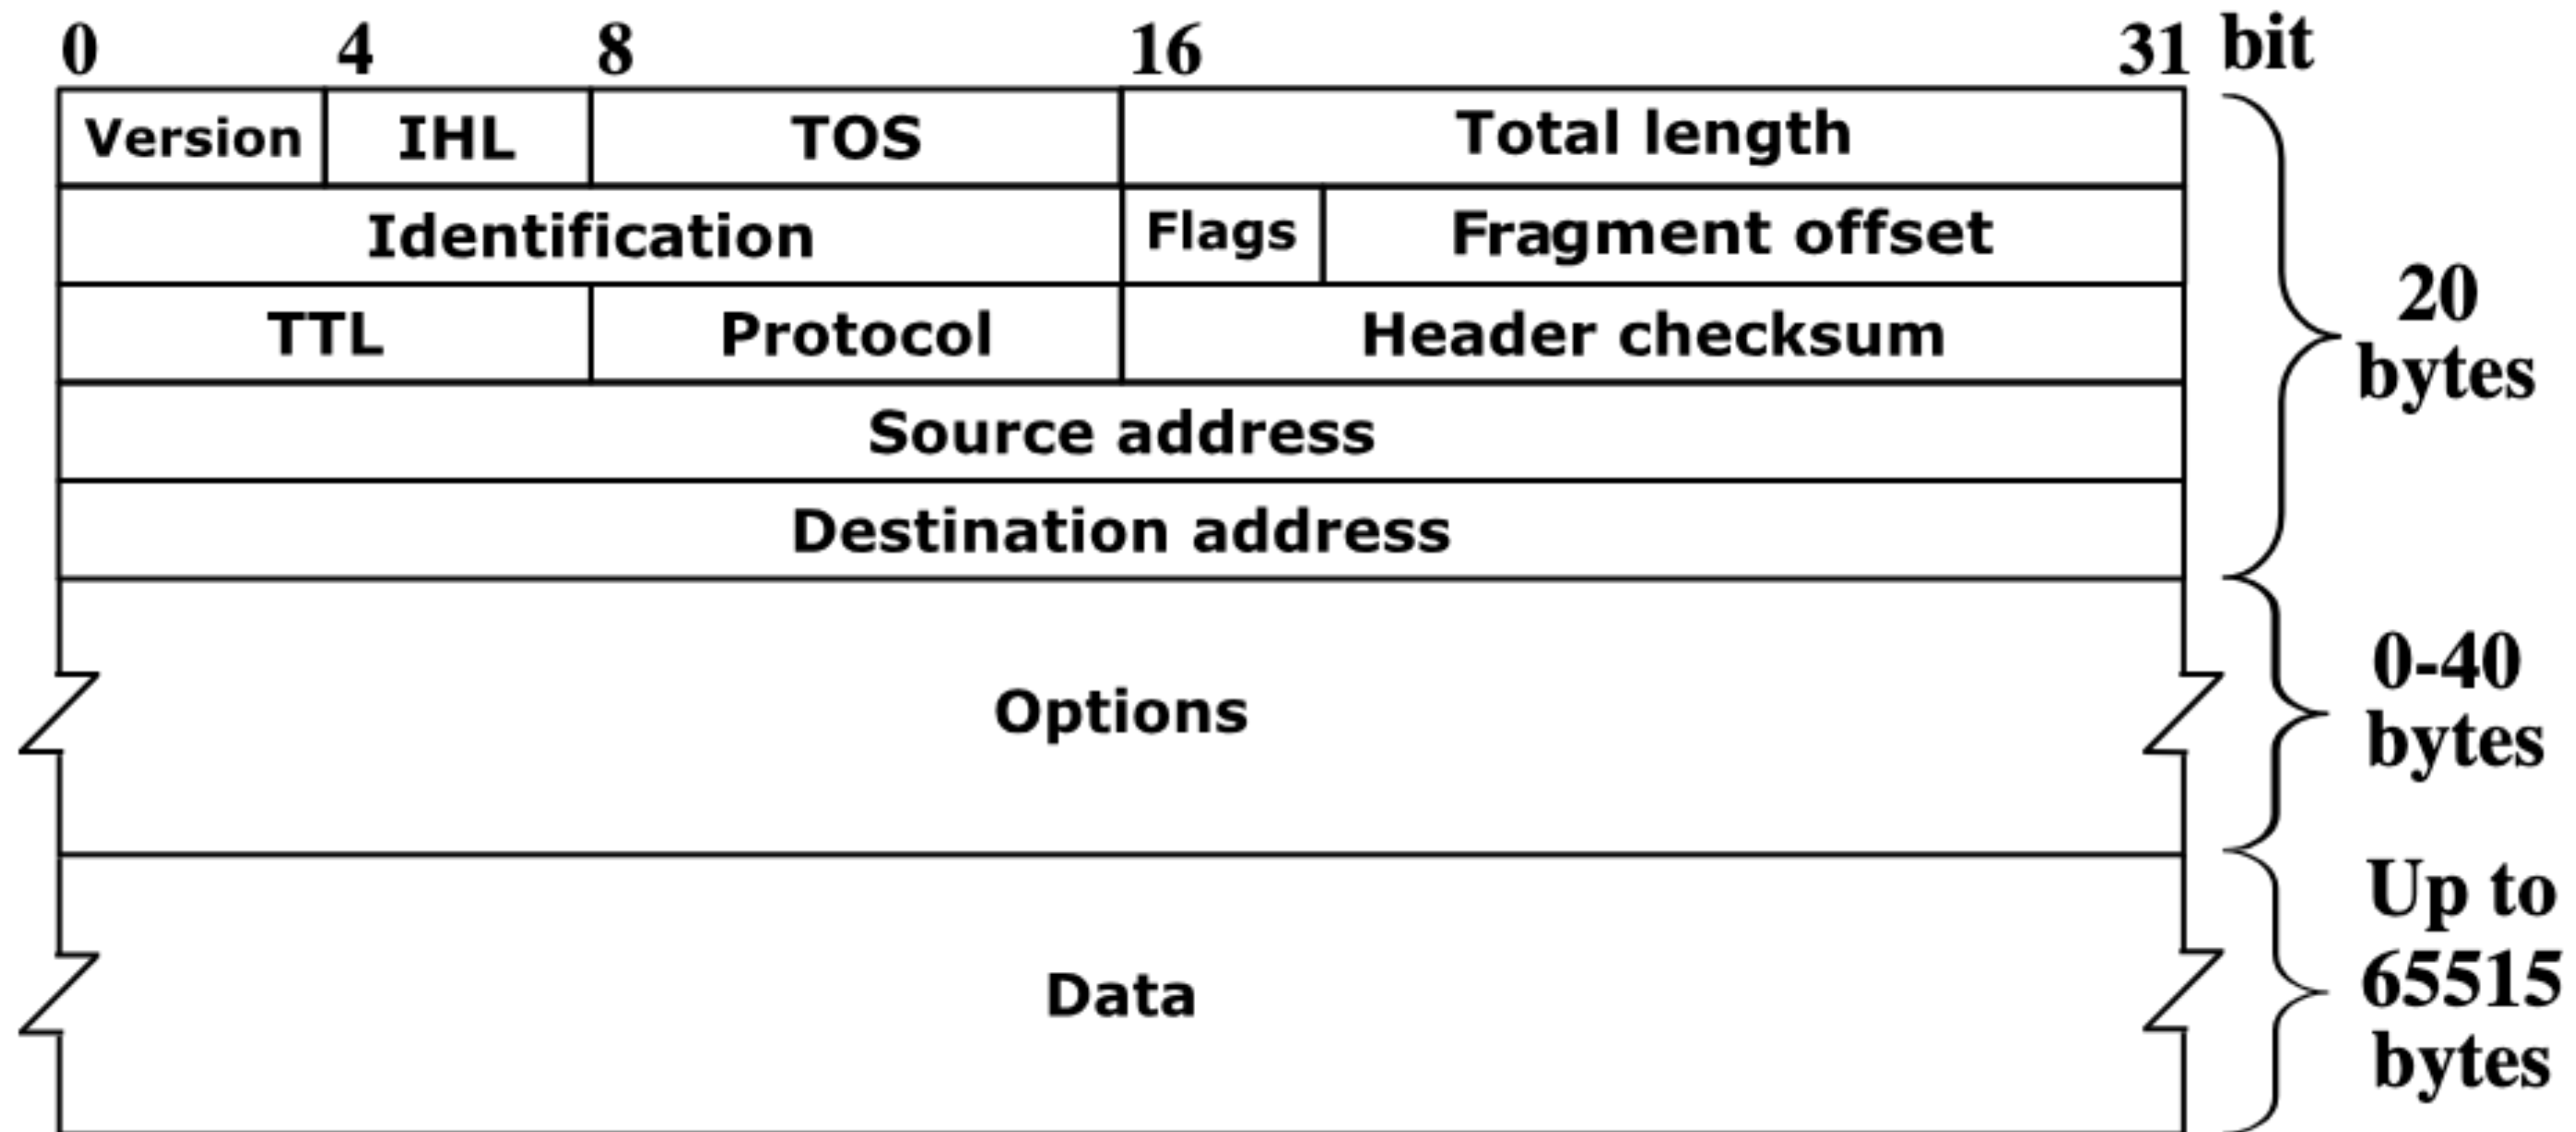 0 4 8 16 31 bit
Version IHL TOS Total length
Identification Flags Fragment offset
TTL Protocol Header checksum
Source address
Destination address
20
bytes
Options
0-40
bytes
Data
Up to
65515
bytes